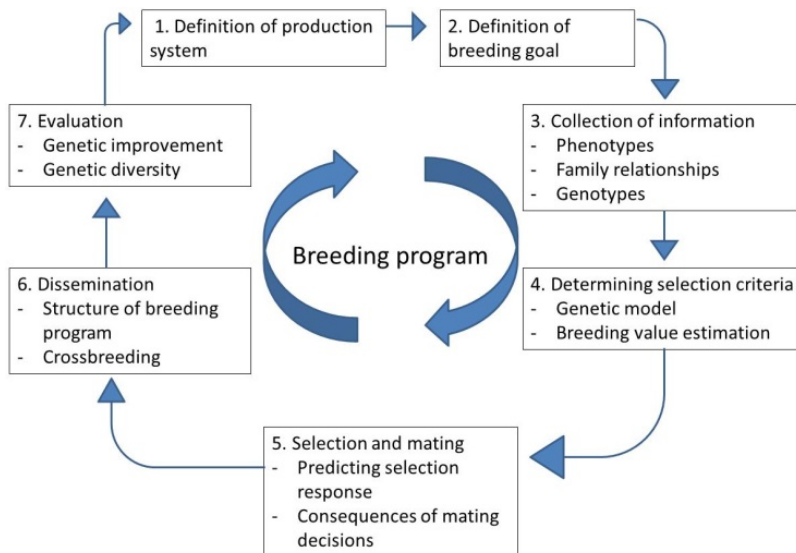 1. Definition of production
system
2. Definition of
breeding goal
3. Collection of information
- Phenotypes
- Family relationships
- Genotypes
4. Determining selection criteria
- Genetic model
- Breeding value estimation
5. Selection and mating
- Predicting selection
response
- Consequences of mating
decisions
6. Dissemination
- Structure of breeding
program
- Crossbreeding
7. Evaluation
- Genetic improvement
- Genetic diversity
Breeding program